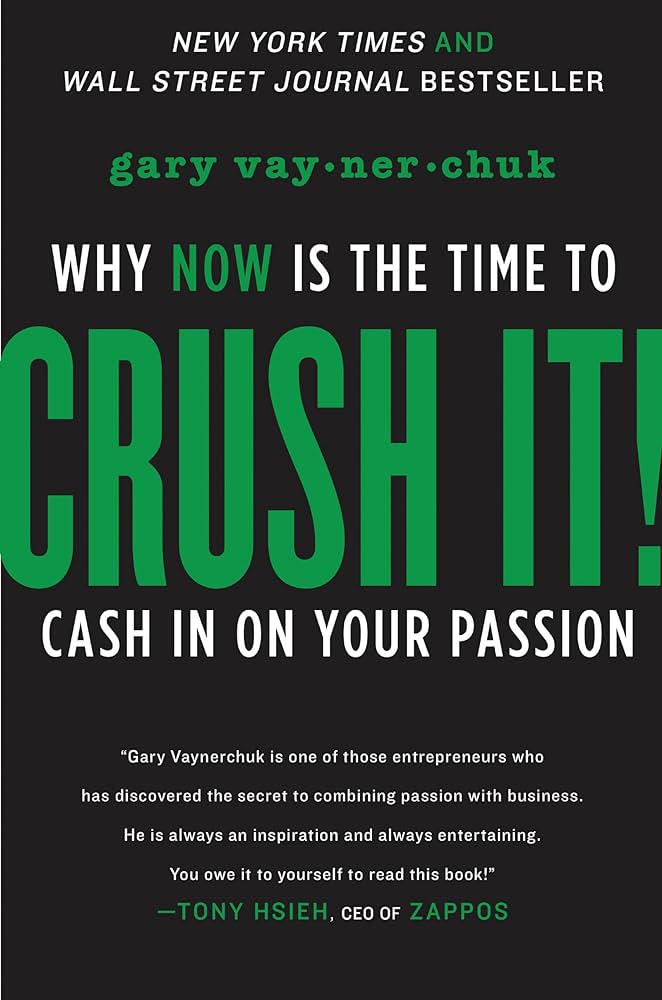 NEW YORK TIMES AND
WALL STREET JOURNAL BESTSELLER
gary vay•ner•chuk
WHY NOW IS THE TIME TO
CRUSH IT!
CASH IN ON YOUR PASSION
“Gary Vaynerchuk is one of those entrepreneurs who
has discovered the secret to combining passion with business.
He is always an inspiration and always entertaining.
You owe it to yourself to read this book!”
—TONY HSIEH, CEO OF ZAPPOS